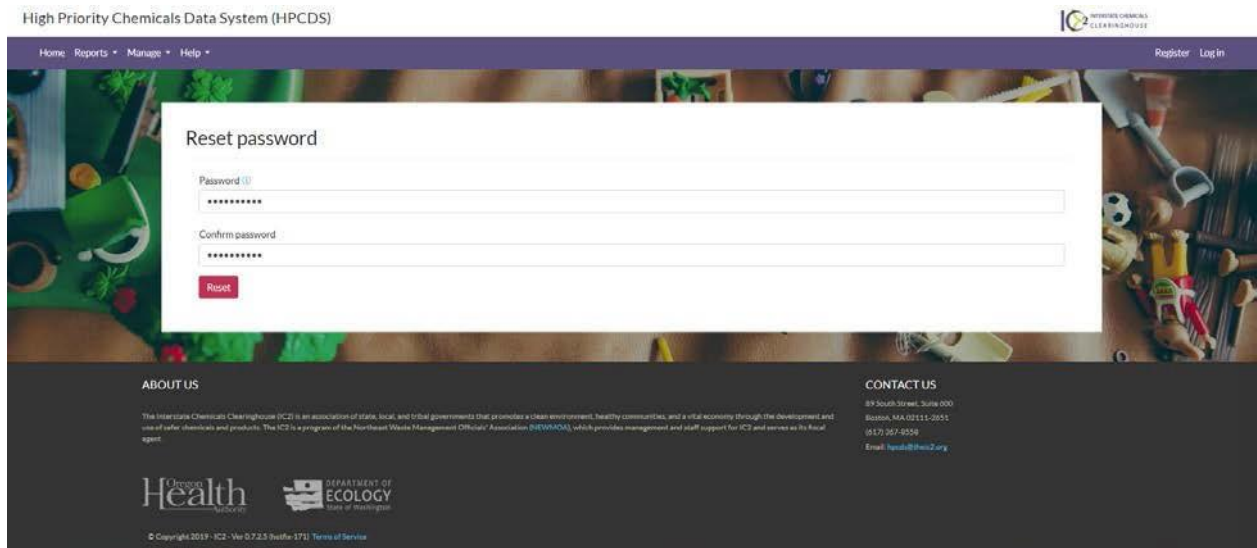 High Priority Chemicals Data System (HPCDS)
IC2 INTERSTATE CHEMICALS
CLEARINGHOUSE
Home Reports Manage Help Register Log in
Reset password
Password
••••••••••
Confirm password
••••••••••
Reset
ABOUT US
The Interstate Chemicals Clearinghouse (IC2) is an association of state, local, and tribal governments that promotes a clean environment, healthy communities, and a vital economy through the development and
use of safer chemicals and products. The IC2 is a program of the Northeast Waste Management Officials' Association (NEWMOA), which provides management and staff support for IC2 and serves as its fiscal
agent
CONTACT US
89 South Street, Suite 600
Boston, MA 02111-2651
(617) 367-8558
Email: hpcds@theic2.org
Oregon
Health
Authority
DEPARTMENT OF
ECOLOGY
State of Washington
© Copyright 2019 - IC2 - Ver 0.7.2.5 (hotfix-171) Terms of Service